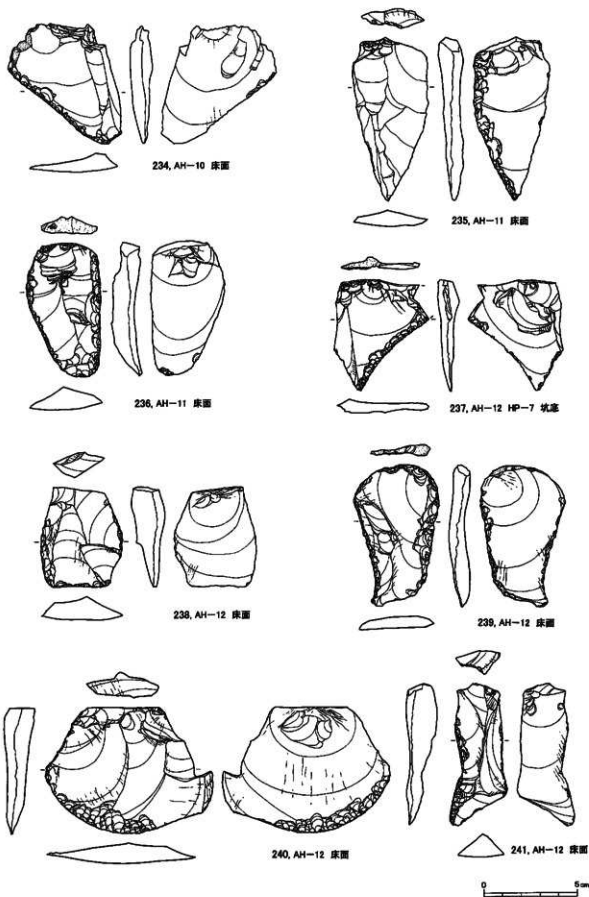 234, AH－10 床面
235, AH－11 床面
236, AH－11 床面
237, AH－12 HP－7 坑底
238, AH－12 床面
239, AH－12 床面
240, AH－12 床面
241, AH－12 床面
0 5cm